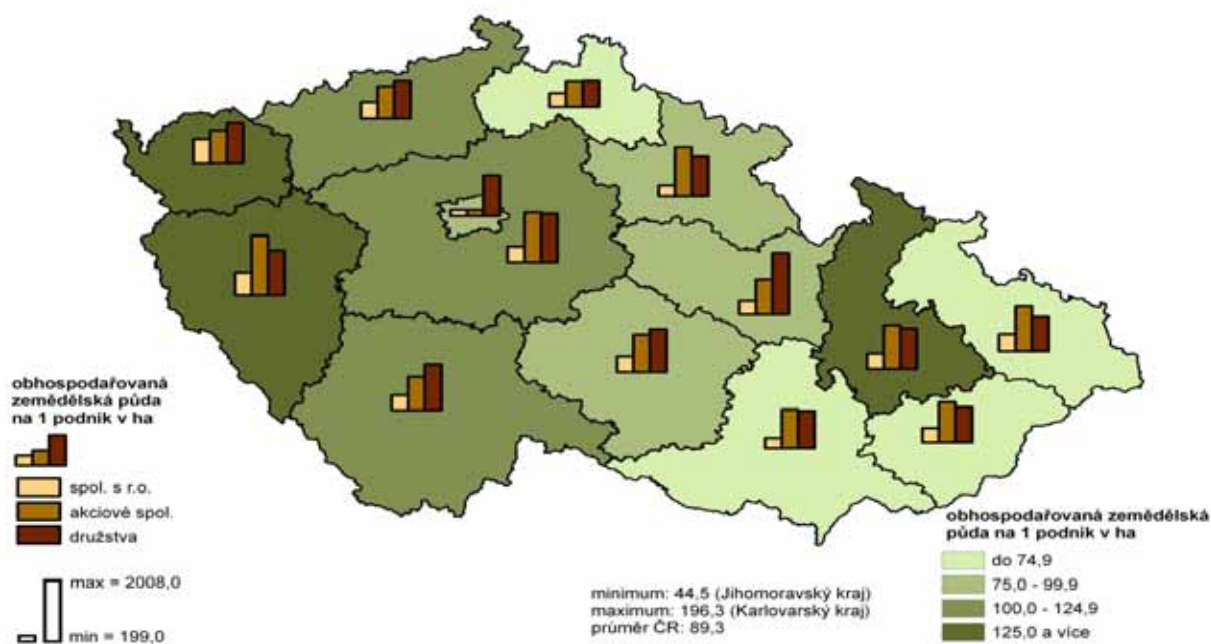 obhospodařovaná
zemědělská půda
na 1 podnik v ha
spol. s r.o.
akciové spol.
družstva
max = 2008,0
min = 199,0
minimum: 44,5 (Jihomoravský kraj)
maximum: 196,3 (Karlovarský kraj)
průměr ČR: 89,3
obhospodařovaná zemědělská
půda na 1 podnik v ha
do 74,9
75,0 - 99,9
100,0 - 124,9
125,0 a více